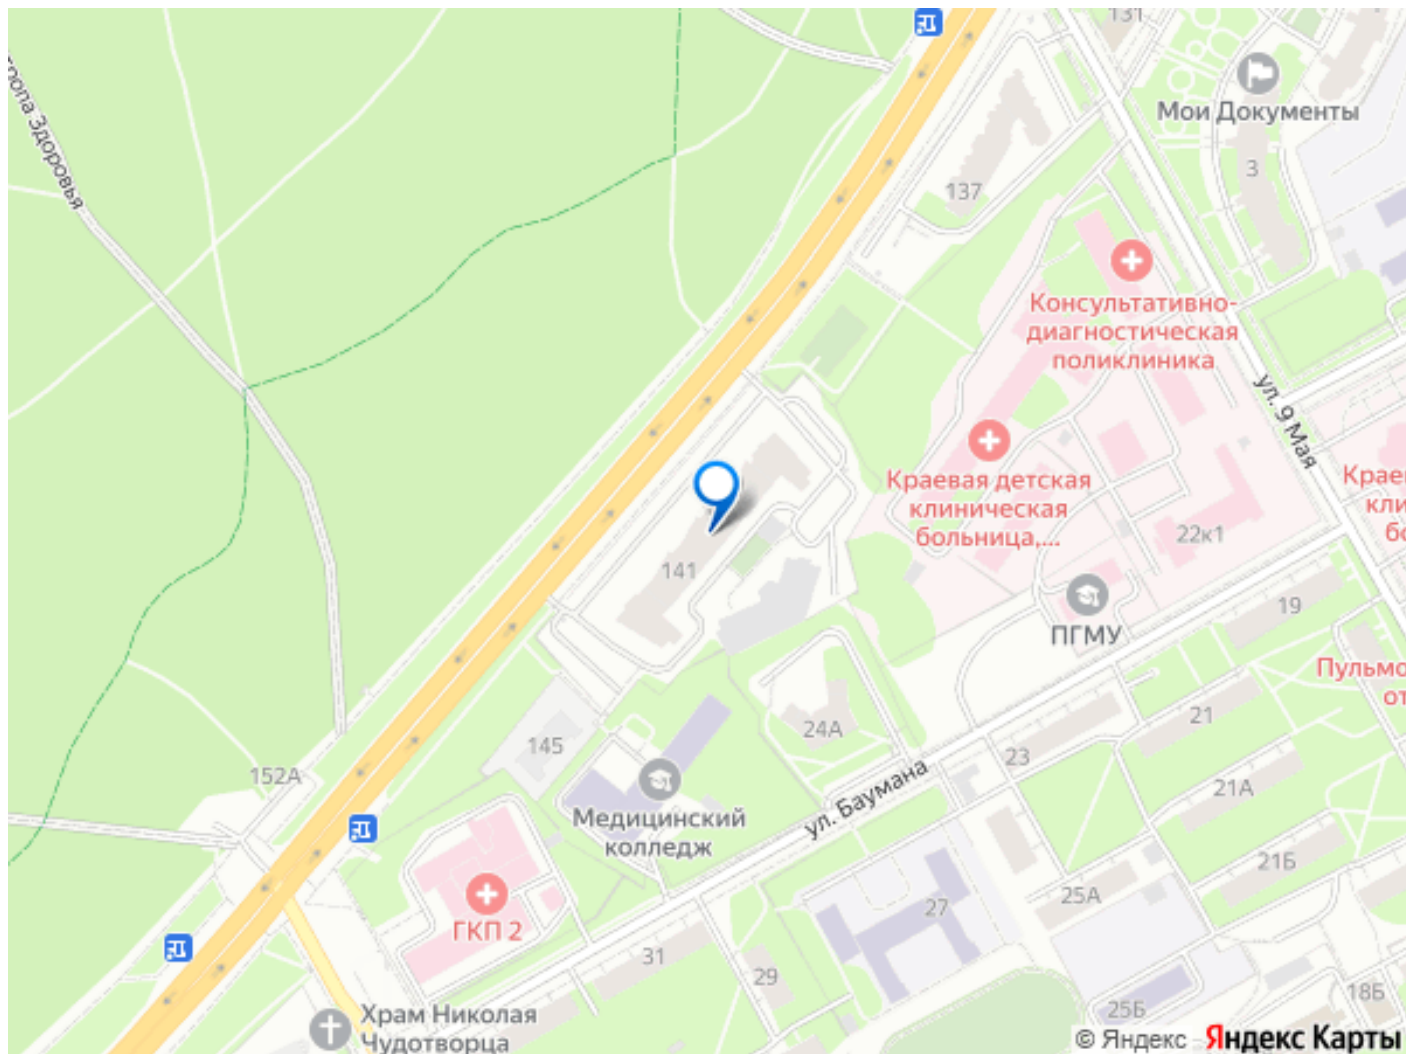 131
Мои Документы
3
тропа Здоровья
137
Консультативно-
диагностическая
поликлиника
ул. 9 Мая
Краевая детская
клиническая
больница,...
22к1
141
ПГМУ
19
24А
21
145
23
152А
21А
ул. Баумана
Медицинский
колледж
21Б
25А
27
ГКП 2
31
29
18Б
25Б
Храм Николая
Чудотворца
© Яндекс Яндекс Карты